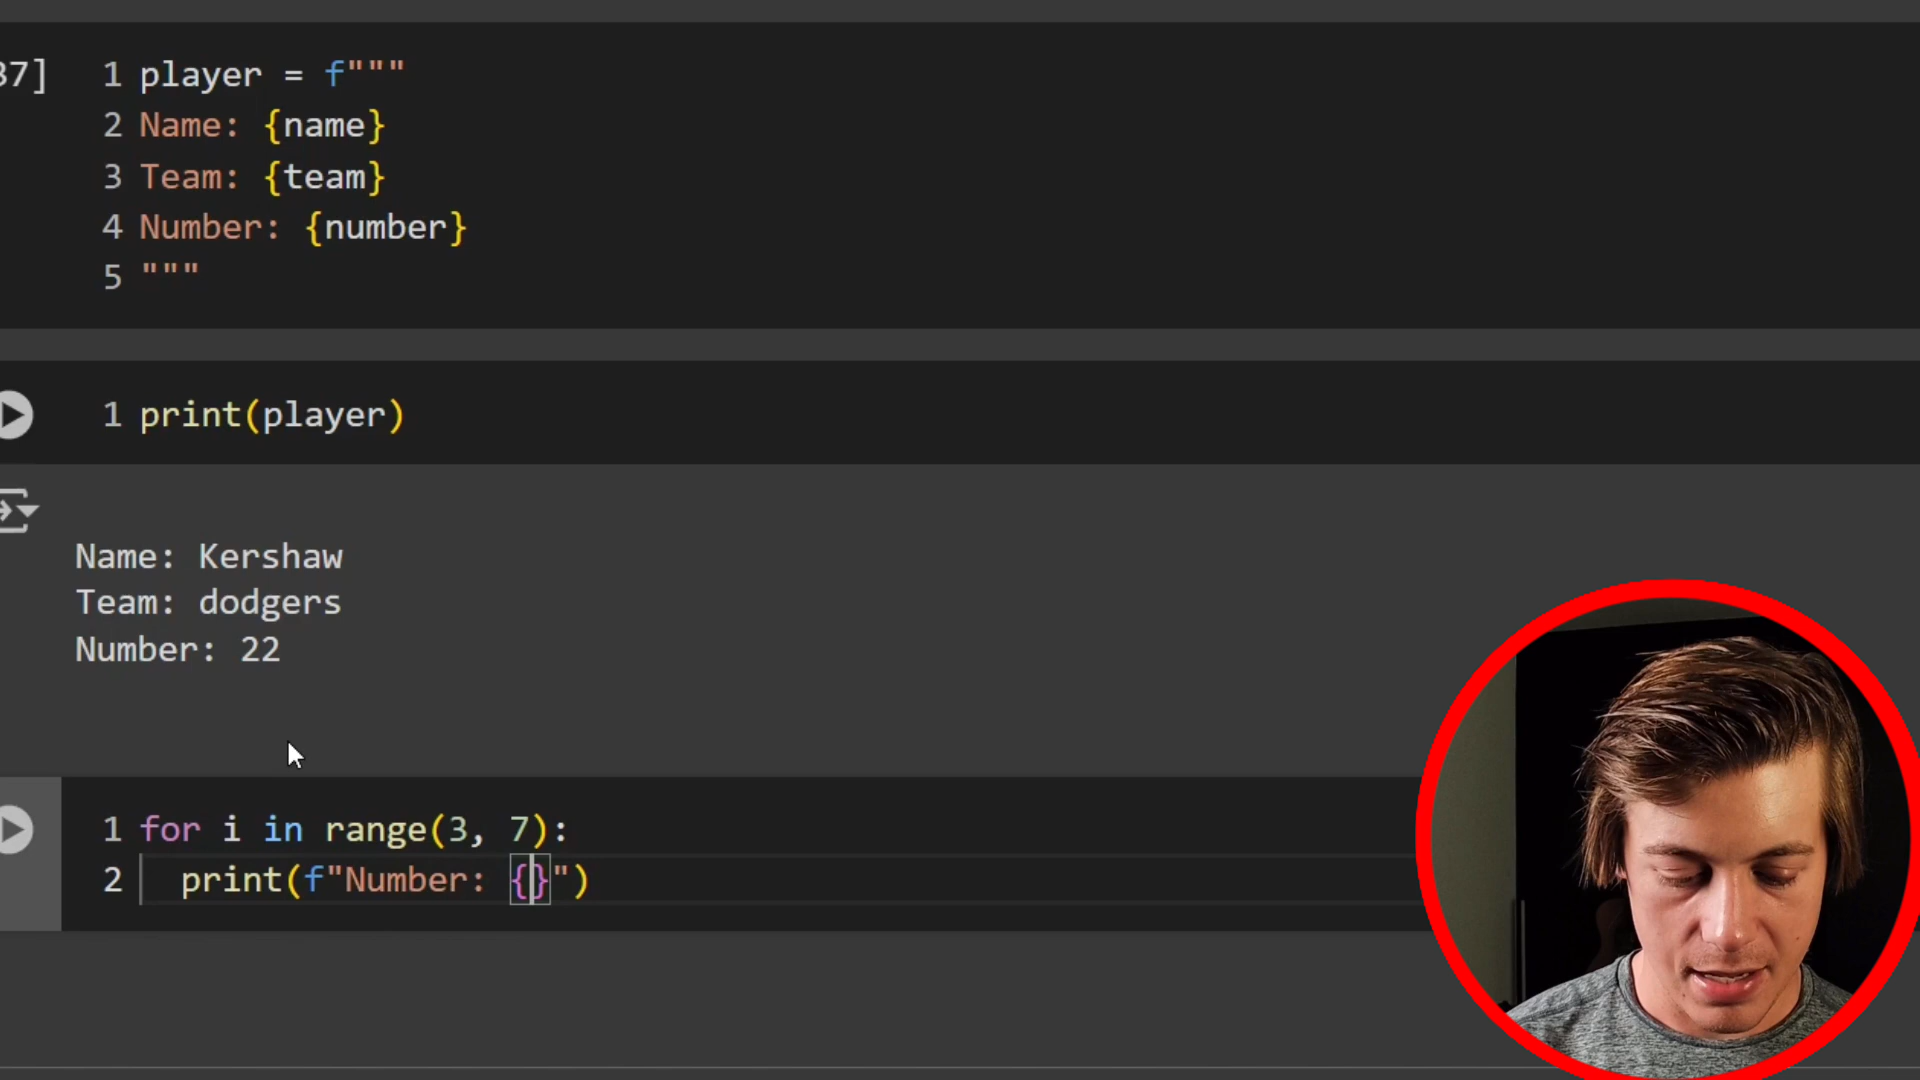 37] 1 player = f"""
2 Name: {name}
3 Team: {team}
4 Number: {number}
5 """
1 print(player)
Name: Kershaw
Team: dodgers
Number: 22
1 for i in range(3, 7):
2 print(f"Number: {}")